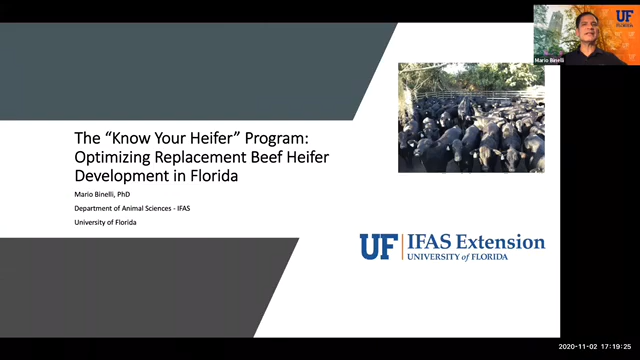 The “Know Your Heifer” Program:
Optimizing Replacement Beef Heifer
Development in Florida
Mario Binelli, PhD
Department of Animal Sciences - IFAS
University of Florida
UF IFAS Extension
UNIVERSITY of FLORIDA
UF
FLORIDA
Mario Binelli
2020-11-02 17:19:25